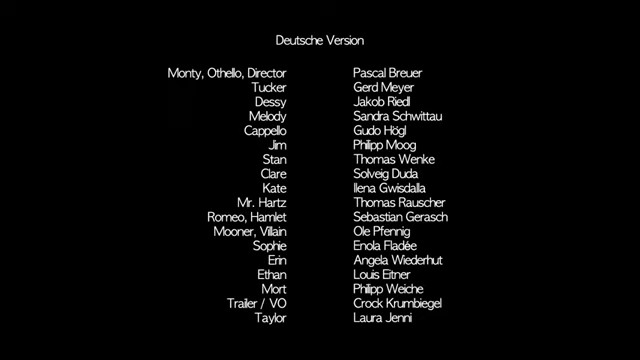 Deutsche Version
Monty, Othello, Director Pascal Breuer
Tucker Gerd Meyer
Dessy Jakob Riedl
Melody Sandra Schwittau
Cappello Gudo Högl
Jim Philipp Moog
Stan Thomas Wenke
Clare Solveig Duda
Kate Ilena Gwisdalla
Mr. Hartz Thomas Rauscher
Romeo, Hamlet Sebastian Gerasch
Mooner, Villain Ole Pfennig
Sophie Enola Fladée
Erin Angela Wiederhut
Ethan Louis Eitner
Mort Philip Weiche
Trailer / VO Crock Krumbiegel
Taylor Laura Jenni